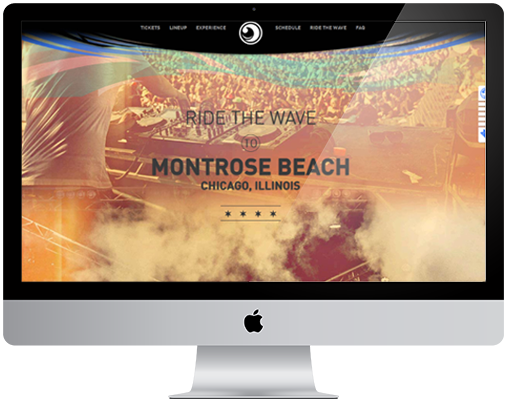 TICKETS LINEUP EXPERIENCE SCHEDULE RIDE THE WAVE FAQ
RIDE THE WAVE
TO
MONTROSE BEACH
CHICAGO, ILLINOIS